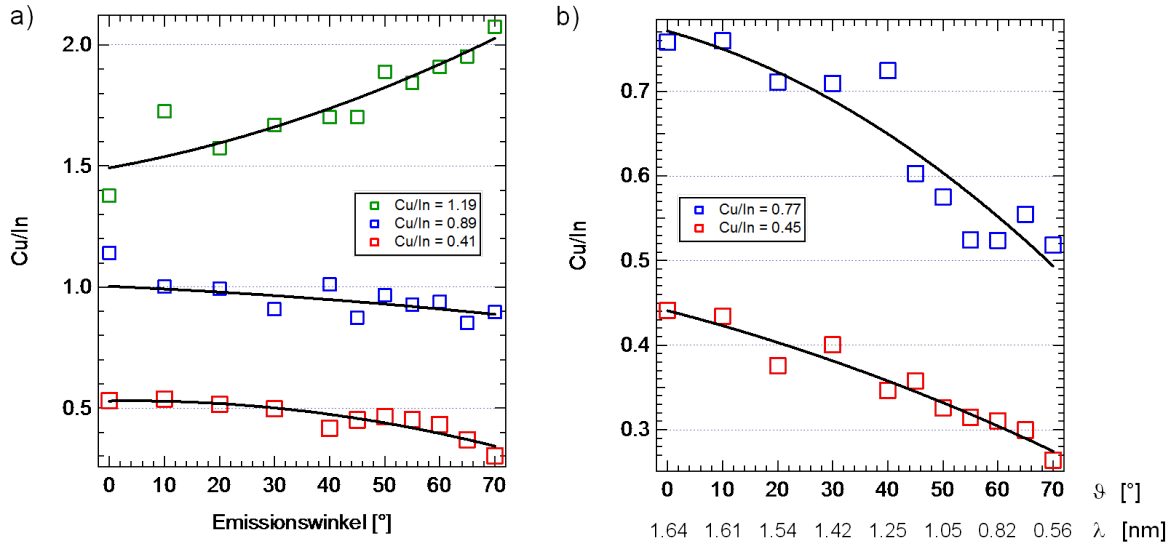 a)
Cu/In
2.0
1.5
1.0
0.5
Cu/In = 1.19
Cu/In = 0.89
Cu/In = 0.41
0 10 20 30 40 50 60 70
Emissionswinkel [°]
b)
Cu/In
0.7
0.6
0.5
0.4
0.3
Cu/In = 0.77
Cu/In = 0.45
0 10 20 30 40 50 60 70 ϑ [°]
1.64 1.61 1.54 1.42 1.25 1.05 0.82 0.56 λ [nm]